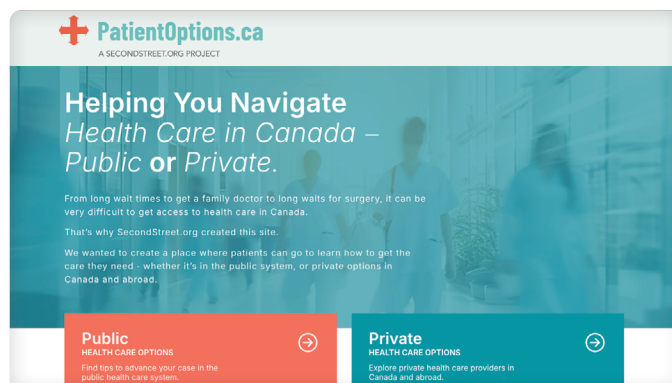 PatientOptions.ca
A SECONDSTREET.ORG PROJECT
Helping You Navigate
Health Care in Canada –
Public or Private.
From long wait times to get a family doctor to long waits for surgery, it can be
very difficult to get access to health care in Canada.
That's why SecondStreet.org created this site.
We wanted to create a place where patients can go to learn how to get the
care they need - whether it's in the public system, or private options in
Canada and abroad.
Public
HEALTH CARE OPTIONS
Find tips to advance your case in the
public health care system.
Private
HEALTH CARE OPTIONS
Explore private health care providers in
Canada and abroad.